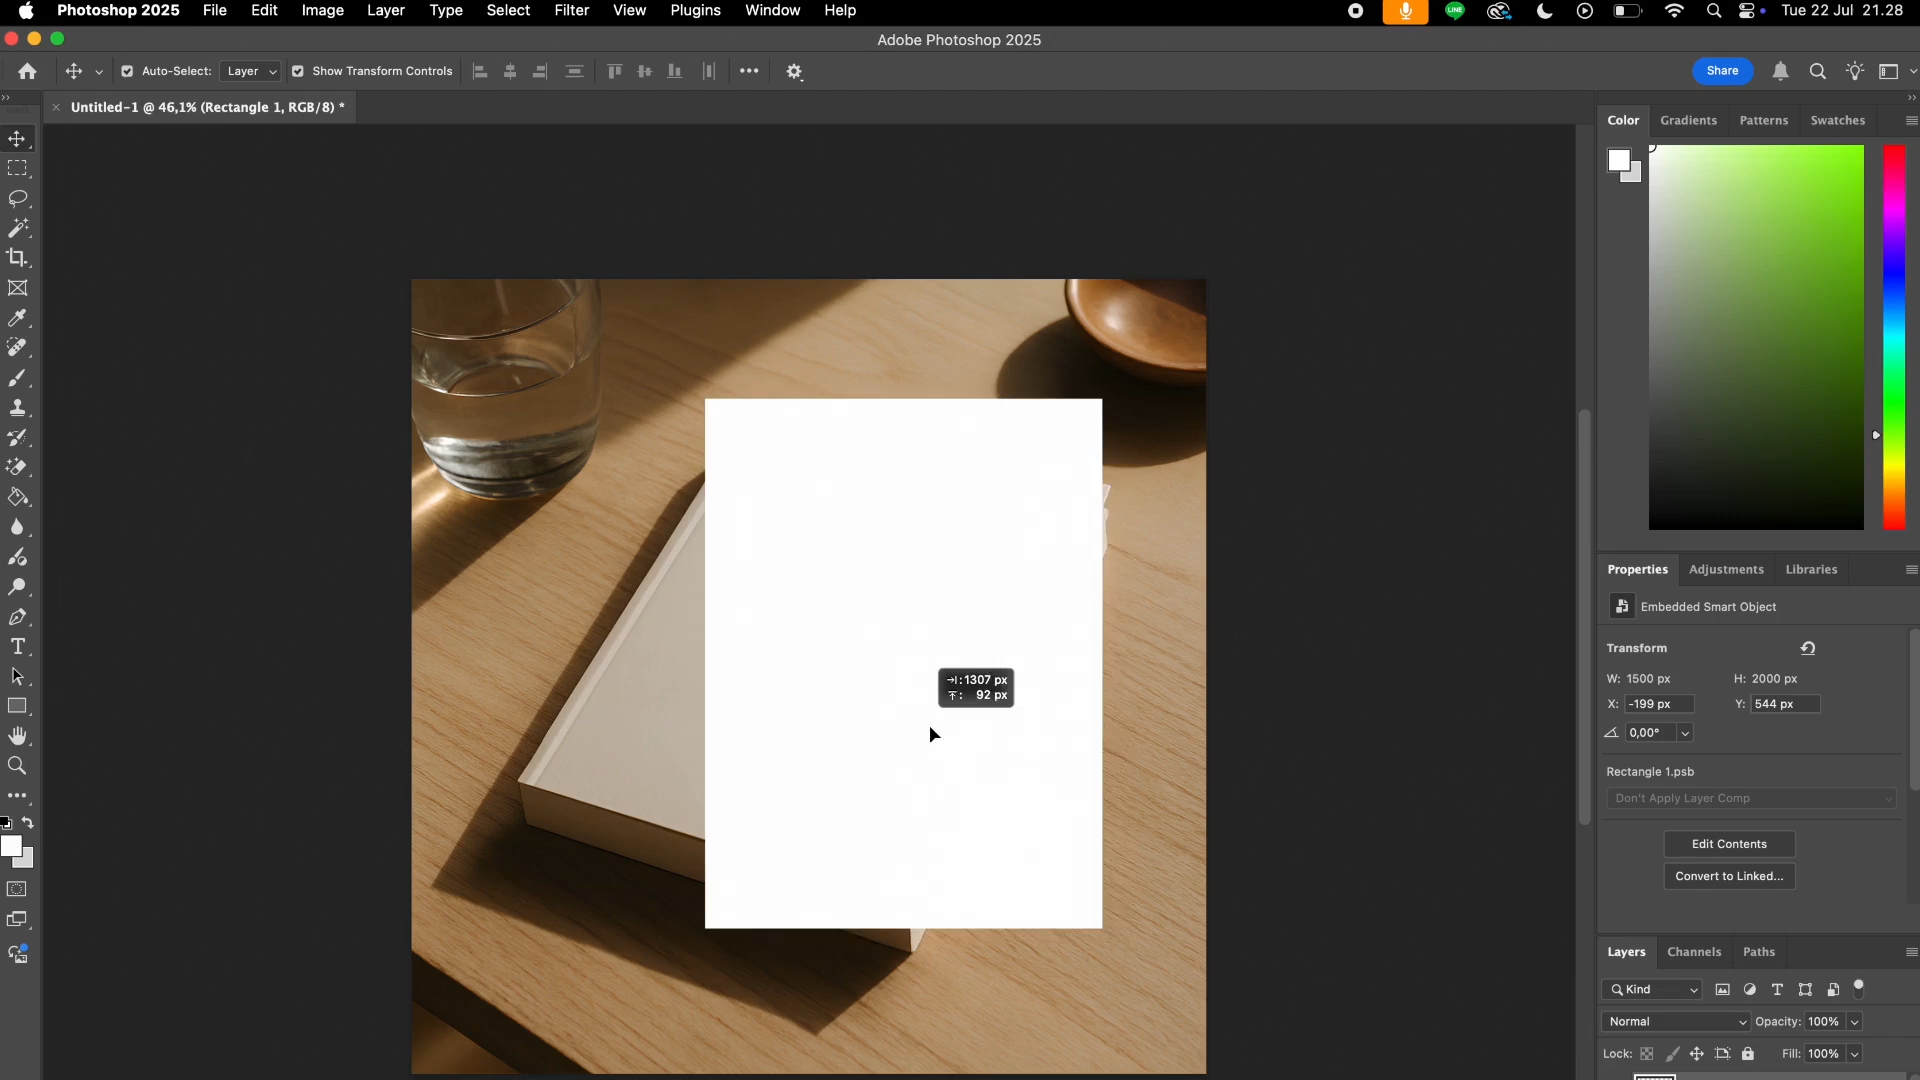 Photoshop 2025 File Edit Image Layer Type Select Filter View Plugins Window Help
LINE
Tue 22 Jul 21.28
Adobe Photoshop 2025
Auto-Select: Layer Show Transform Controls
Share
Untitled-1 @ 46,1% (Rectangle 1, RGB/8) *
Color Gradients Patterns Swatches
Properties Adjustments Libraries
Embedded Smart Object
Transform
W: 1500 px H: 2000 px
X: -199 px Y: 544 px
0,00°
Rectangle 1.psb
Don't Apply Layer Comp
Edit Contents
Convert to Linked...
:1307 px
: 92 px
Layers Channels Paths
Kind
Normal Opacity: 100%
Lock: Fill: 100%